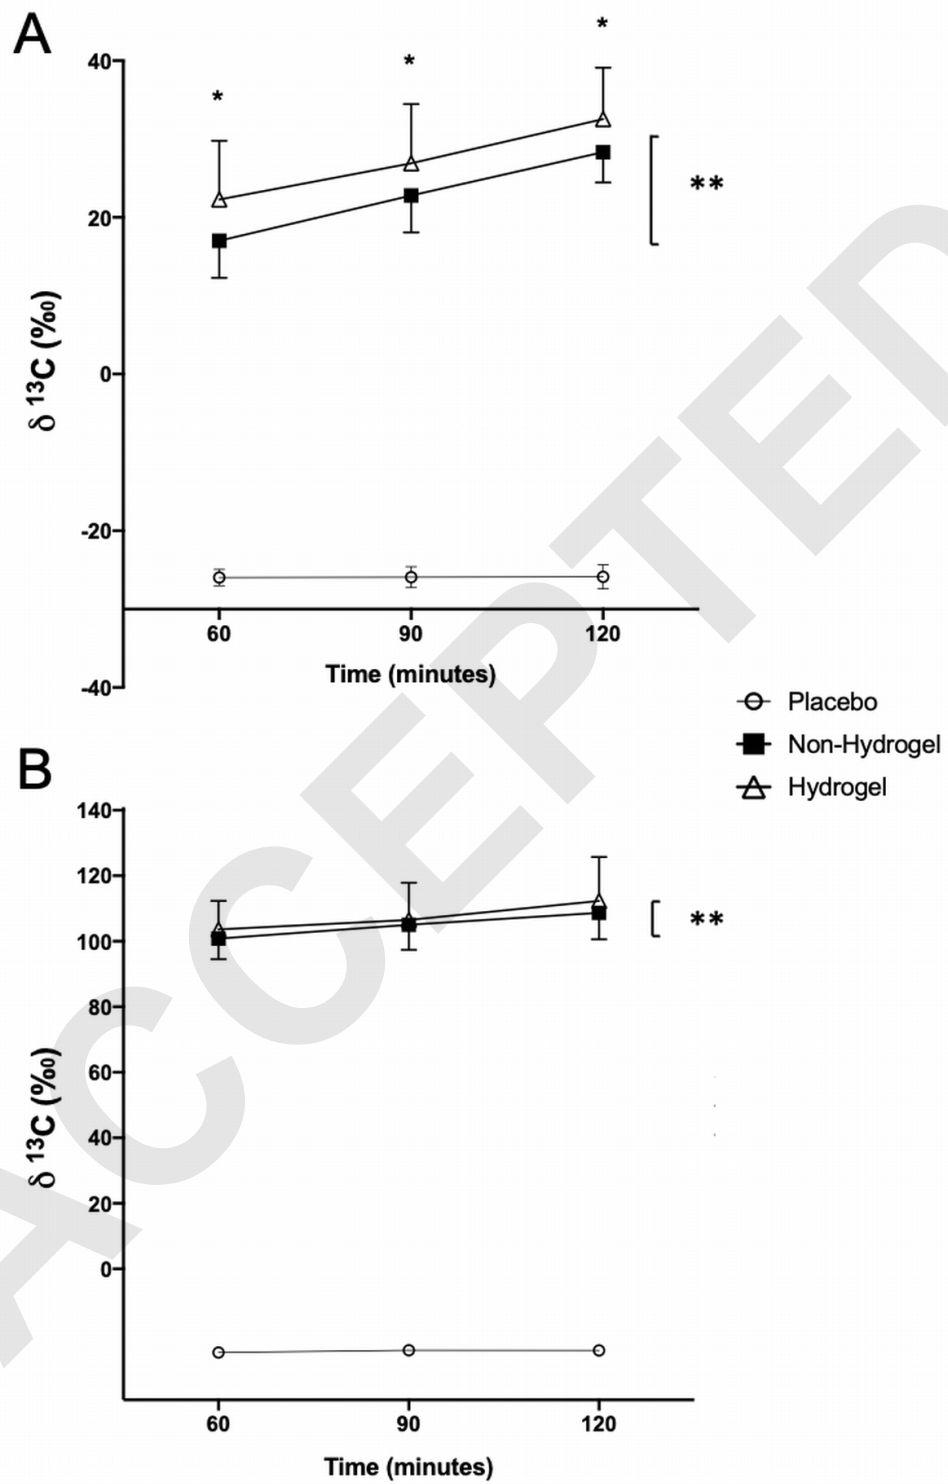 A
*
*
*
40
20
0
-20
-40
**
δ 13C (‰)
60
90
120
Time (minutes)
Placebo
Non-Hydrogel
Hydrogel
B
140
120
100
80
60
40
20
0
**
δ 13C (‰)
60
90
120
Time (minutes)
ACCEPTED